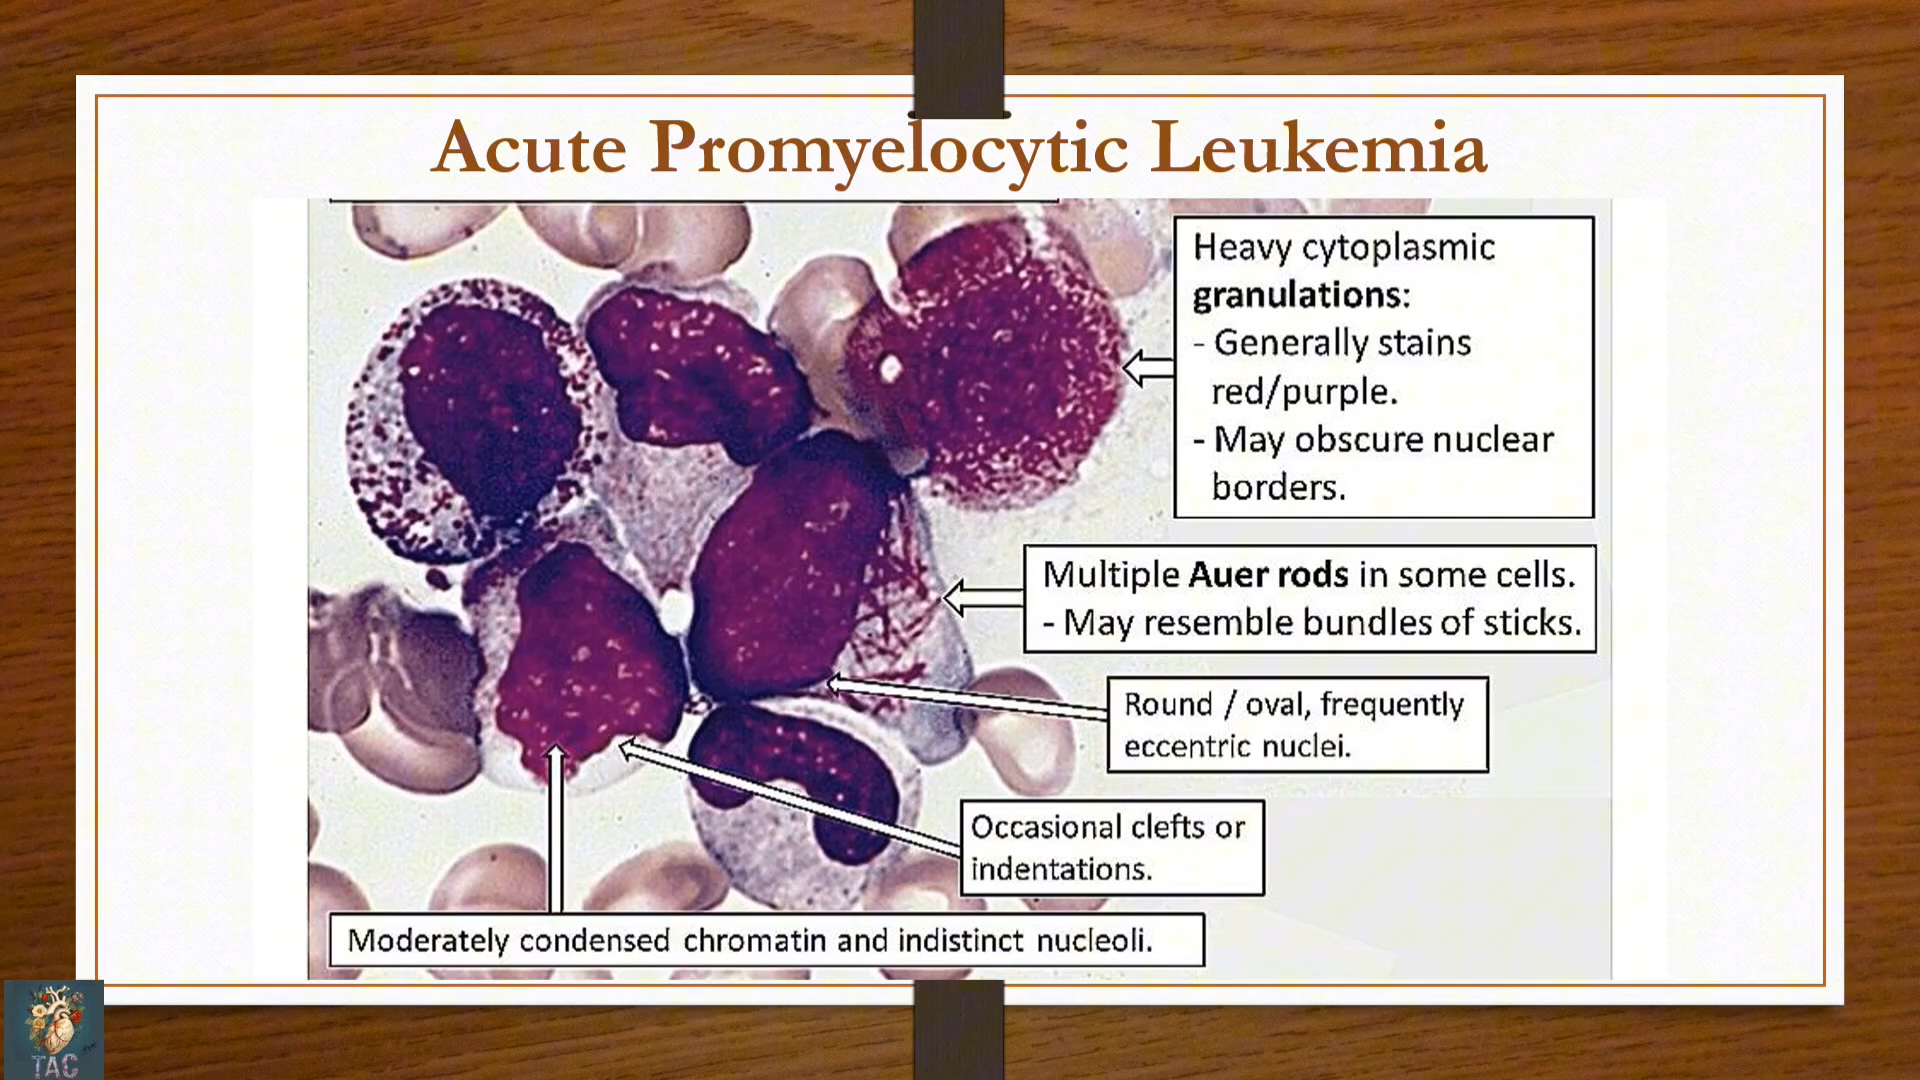 Acute Promyelocytic Leukemia
Heavy cytoplasmic
granulations:
- Generally stains
red/purple.
- May obscure nuclear
borders.
Multiple Auer rods in some cells.
- May resemble bundles of sticks.
Round / oval, frequently
eccentric nuclei.
Occasional clefts or
indentations.
Moderately condensed chromatin and indistinct nucleoli.
TAC